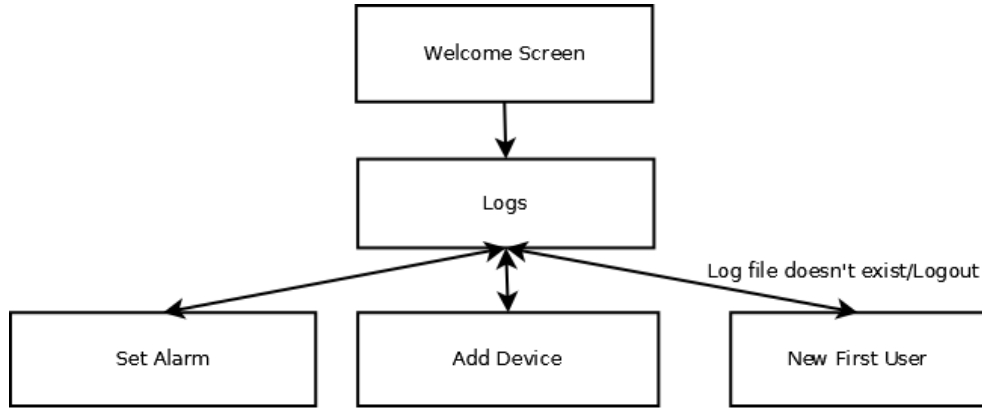 Welcome Screen
Logs
Log file doesn't exist/Logout
Set Alarm
Add Device
New First User